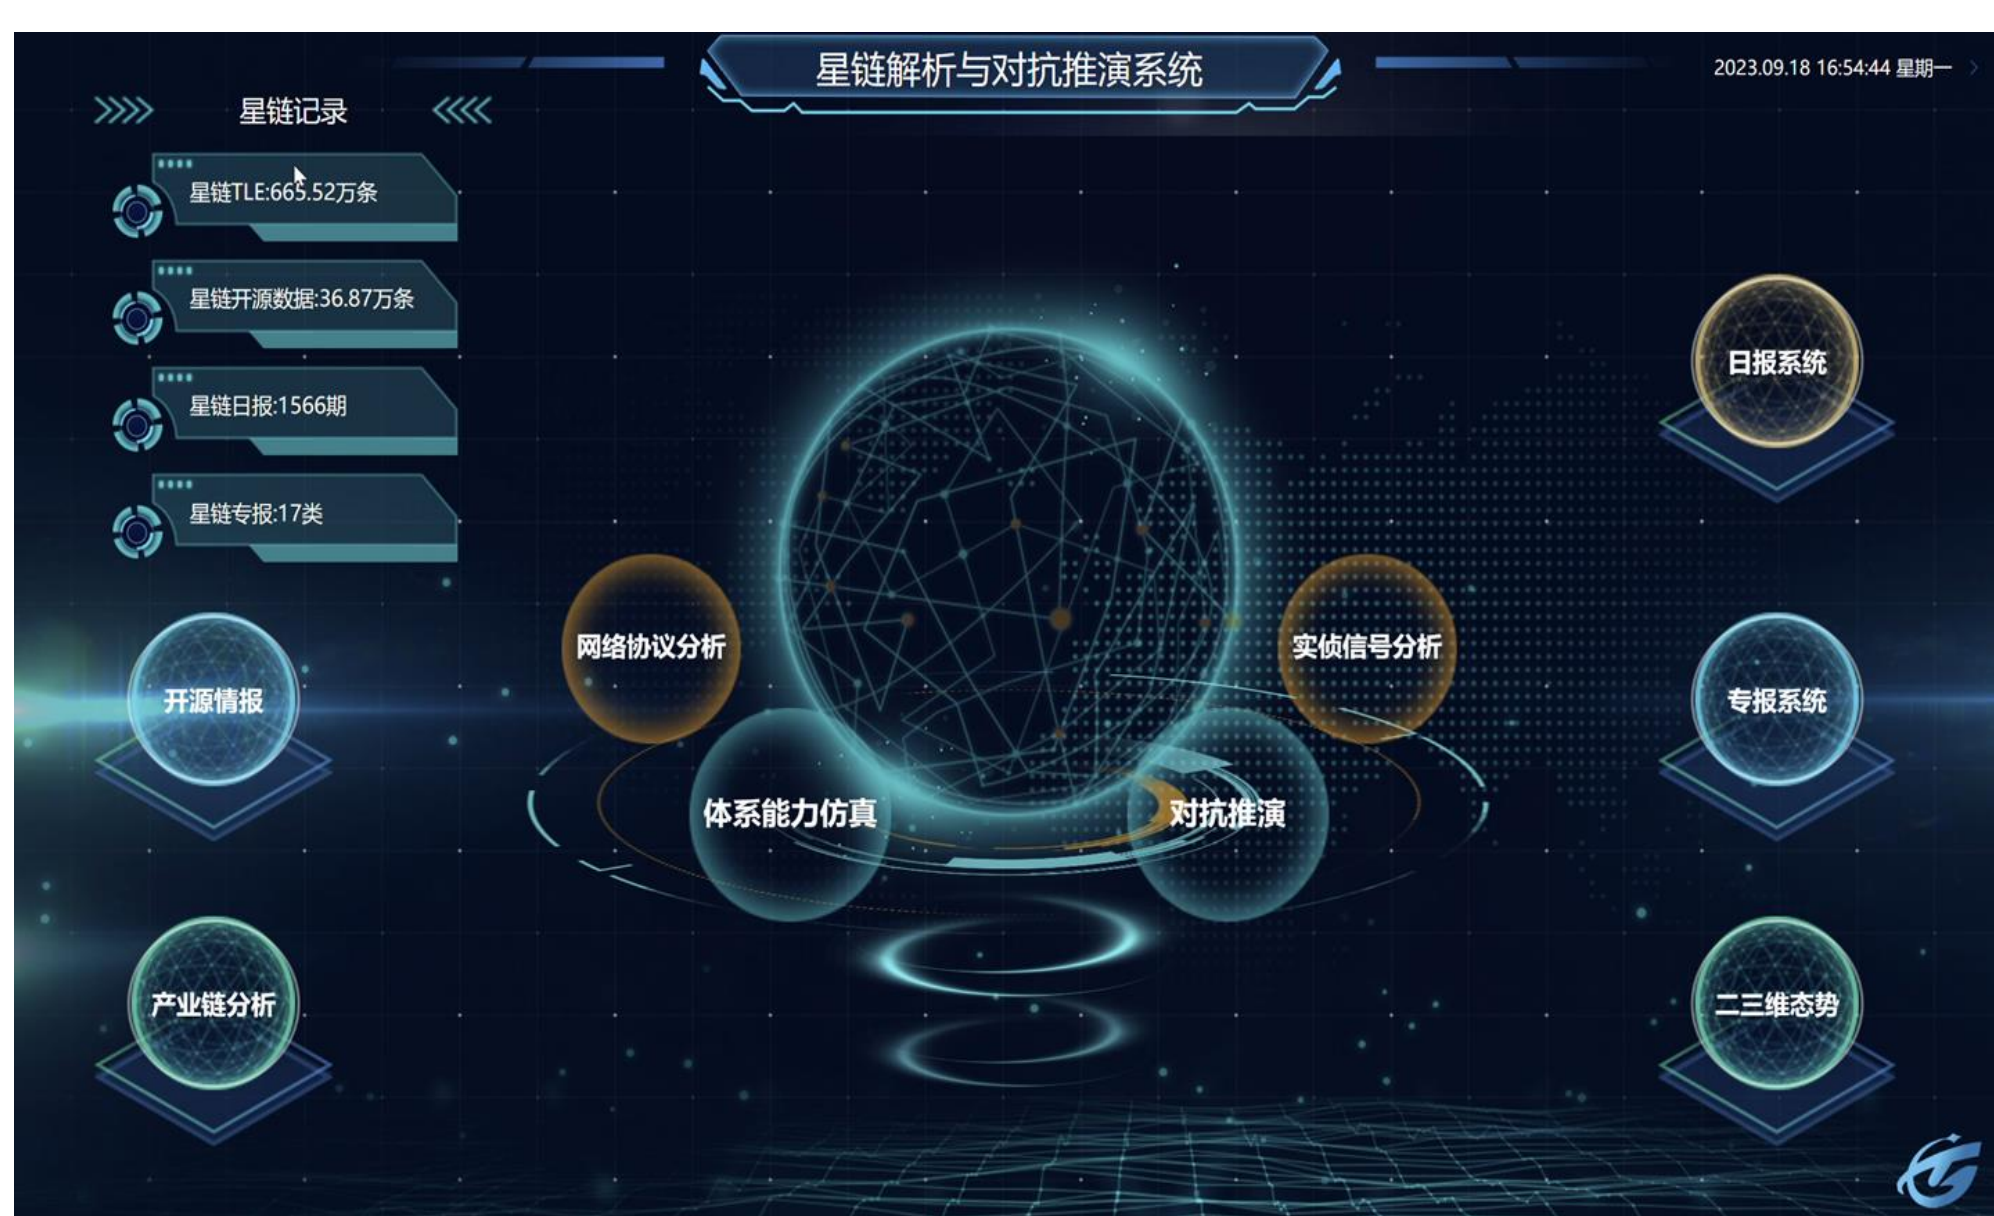 星链解析与对抗推演系统
2023.09.18 16:54:44 星期一
星链记录
星链TLE:665.52万条
星链开源数据:36.87万条
星链日报:1566期
星链专报:17类
日报系统
网络协议分析
实侦信号分析
开源情报
专报系统
体系能力仿真
对抗推演
产业链分析
二三维态势